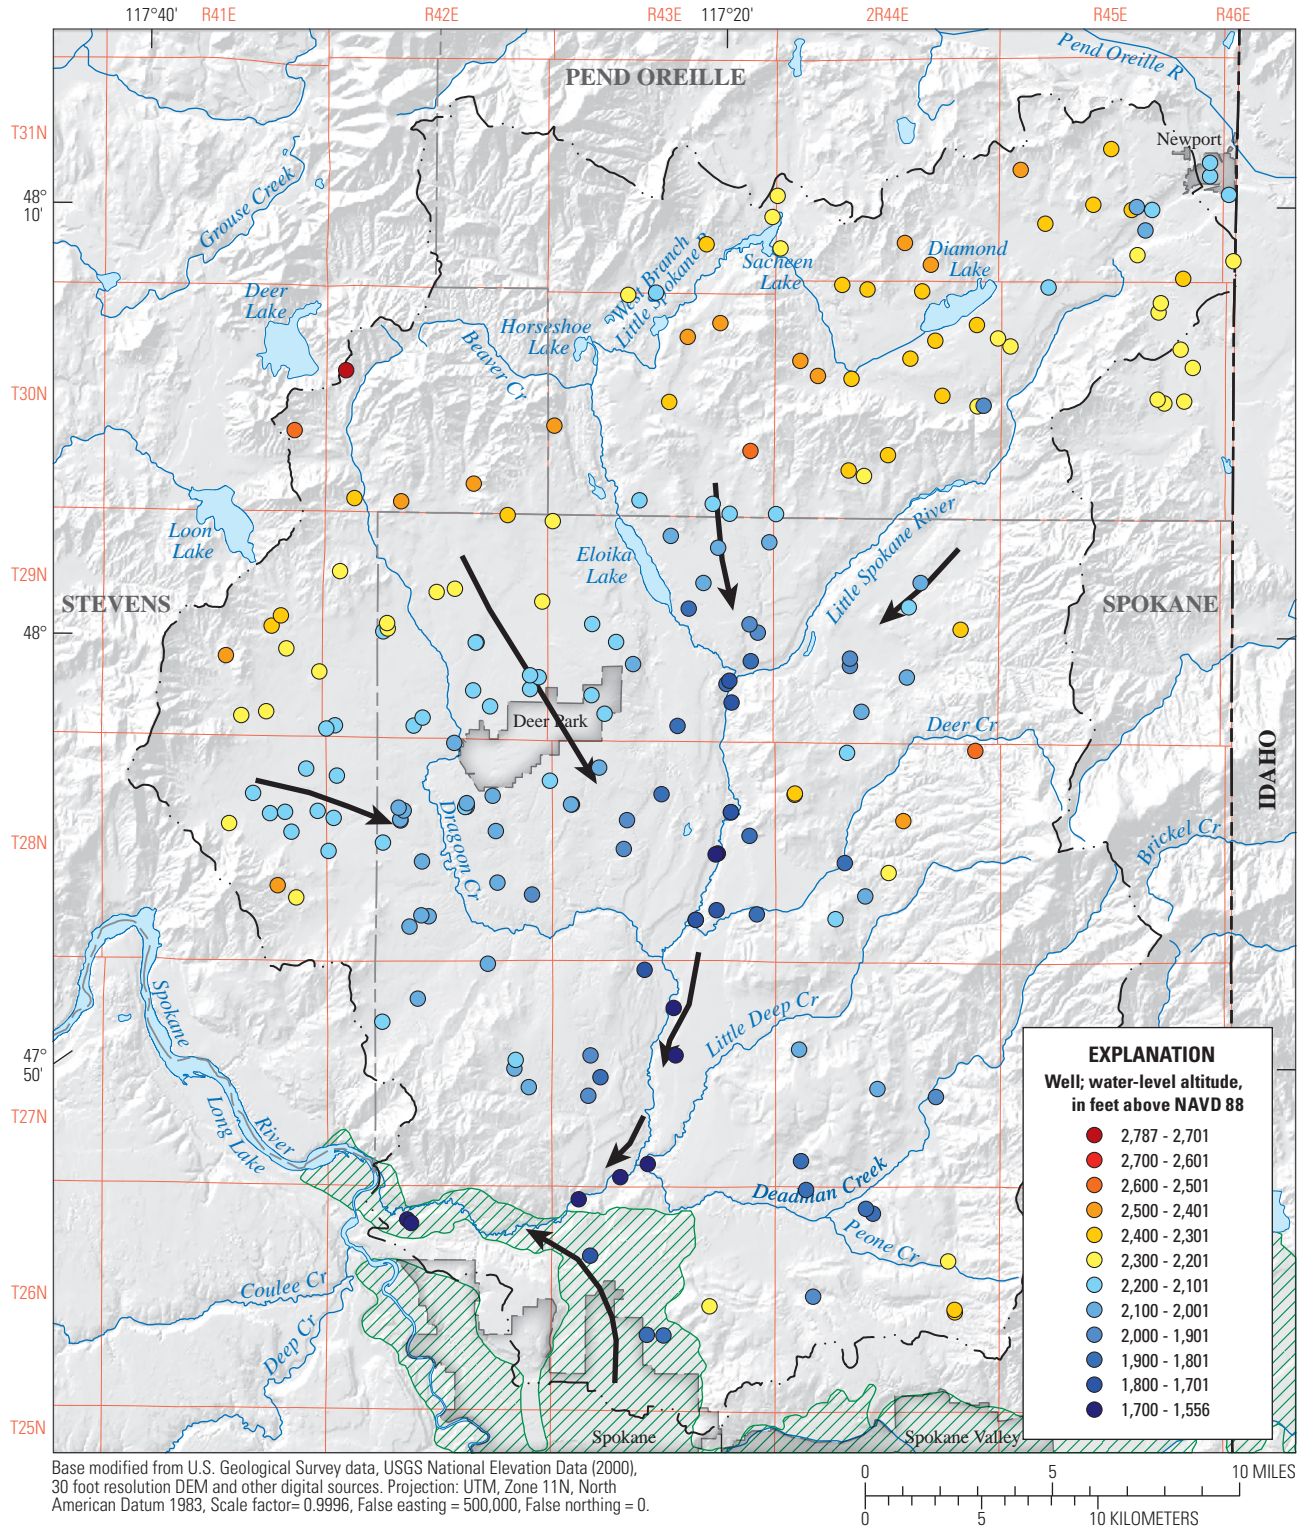 117°40'
R41E
R42E
R43E
117°20'
2R44E
R45E
R46E
Pend Oreille R
PEND OREILLE
T31N
Newport
48°
10'
Grouse Creek
West Branch
Little Spokane R
Sacheen
Lake
Diamond
Lake
Deer
Lake
Horseshoe
Lake
Beaver Cr
T30N
Loon
Lake
Eloika
Lake
Little Spokane River
T29N
STEVENS
SPOKANE
48°
Deer Park
Deer Cr
IDAHO
Dragoon Cr
T28N
Brickel Cr
Spokane
River
Long Lake
Little Deep Cr
47°
50'
T27N
Deadman Creek
Peone Cr
Coulee Cr
T26N
Deep Cr
T25N
Spokane
Spokane Valley
EXPLANATION
Well; water-level altitude,
in feet above NAVD 88
2,787 - 2,701
2,700 - 2,601
2,600 - 2,501
2,500 - 2,401
2,400 - 2,301
2,300 - 2,201
2,200 - 2,101
2,100 - 2,001
2,000 - 1,901
1,900 - 1,801
1,800 - 1,701
1,700 - 1,556
Base modified from U.S. Geological Survey data, USGS National Elevation Data (2000),
30 foot resolution DEM and other digital sources. Projection: UTM, Zone 11N, North
American Datum 1983, Scale factor= 0.9996, False easting = 500,000, False northing = 0.
0 5 10 MILES
0 5 10 KILOMETERS